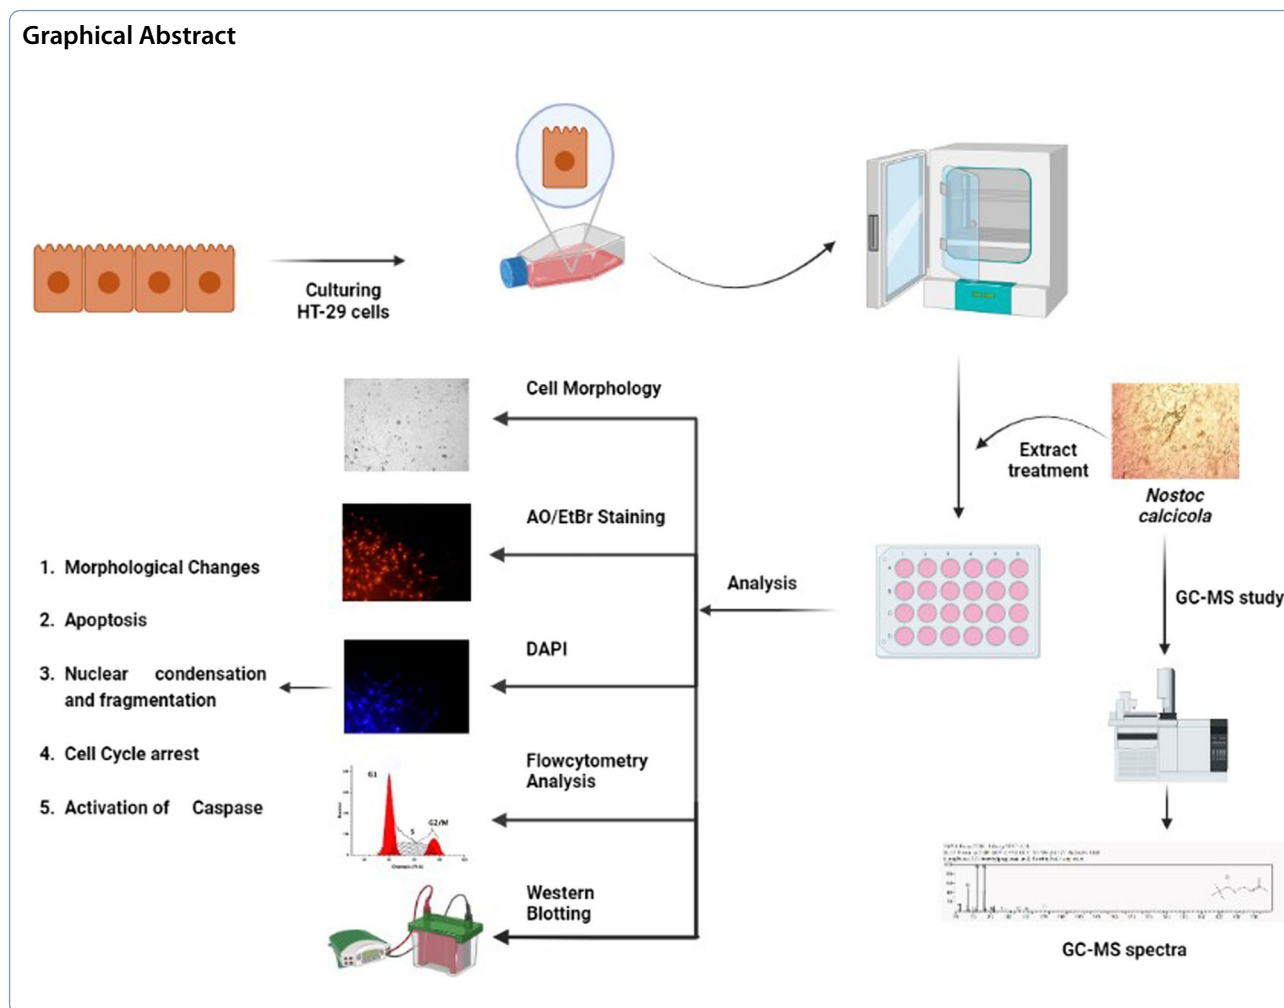 Graphical Abstract
Culturing
HT-29 cells
Cell Morphology
AO/EtBr Staining
DAPI
Flowcytometry
Analysis
Western
Blotting
Analysis
Extract
treatment
Nostoc
calcicola
GC-MS study
GC-MS spectra
1. Morphological Changes
2. Apoptosis
3. Nuclear condensation
and fragmentation
4. Cell Cycle arrest
5. Activation of Caspase
G1
S
G2/M